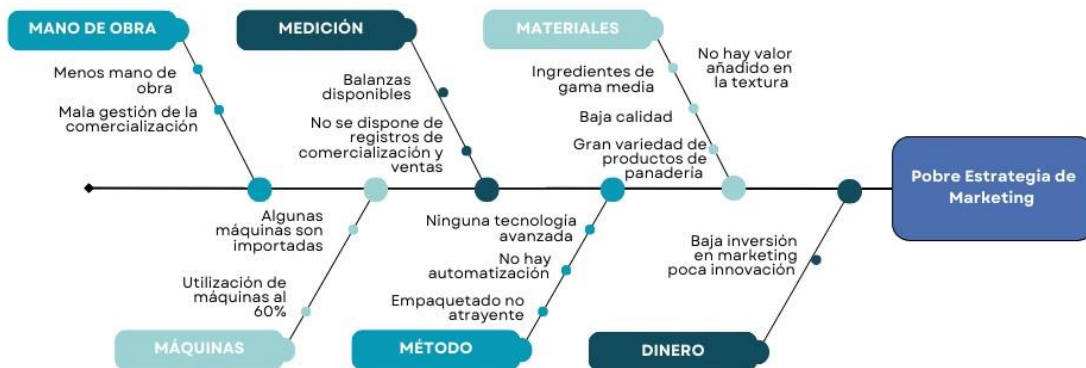 MANO DE OBRA
Menos mano de
obra
Mala gestión de la
comercialización
MEDICIÓN
Balanzas
disponibles
No se dispone de
registros de
comercialización y
ventas
MATERIALES
Ingredientes de
gama media
Baja calidad
Gran variedad de
productos de
panadería
No hay valor
añadido en
la textura
Pobre Estrategia de
Marketing
Algunas
máquinas son
importadas
Utilización de
máquinas al
60%
MÁQUINAS
Ninguna tecnología
avanzada
No hay
automatización
Empaquetado no
atrayente
MÉTODO
Baja inversión
en marketing
poca innovación
DINERO